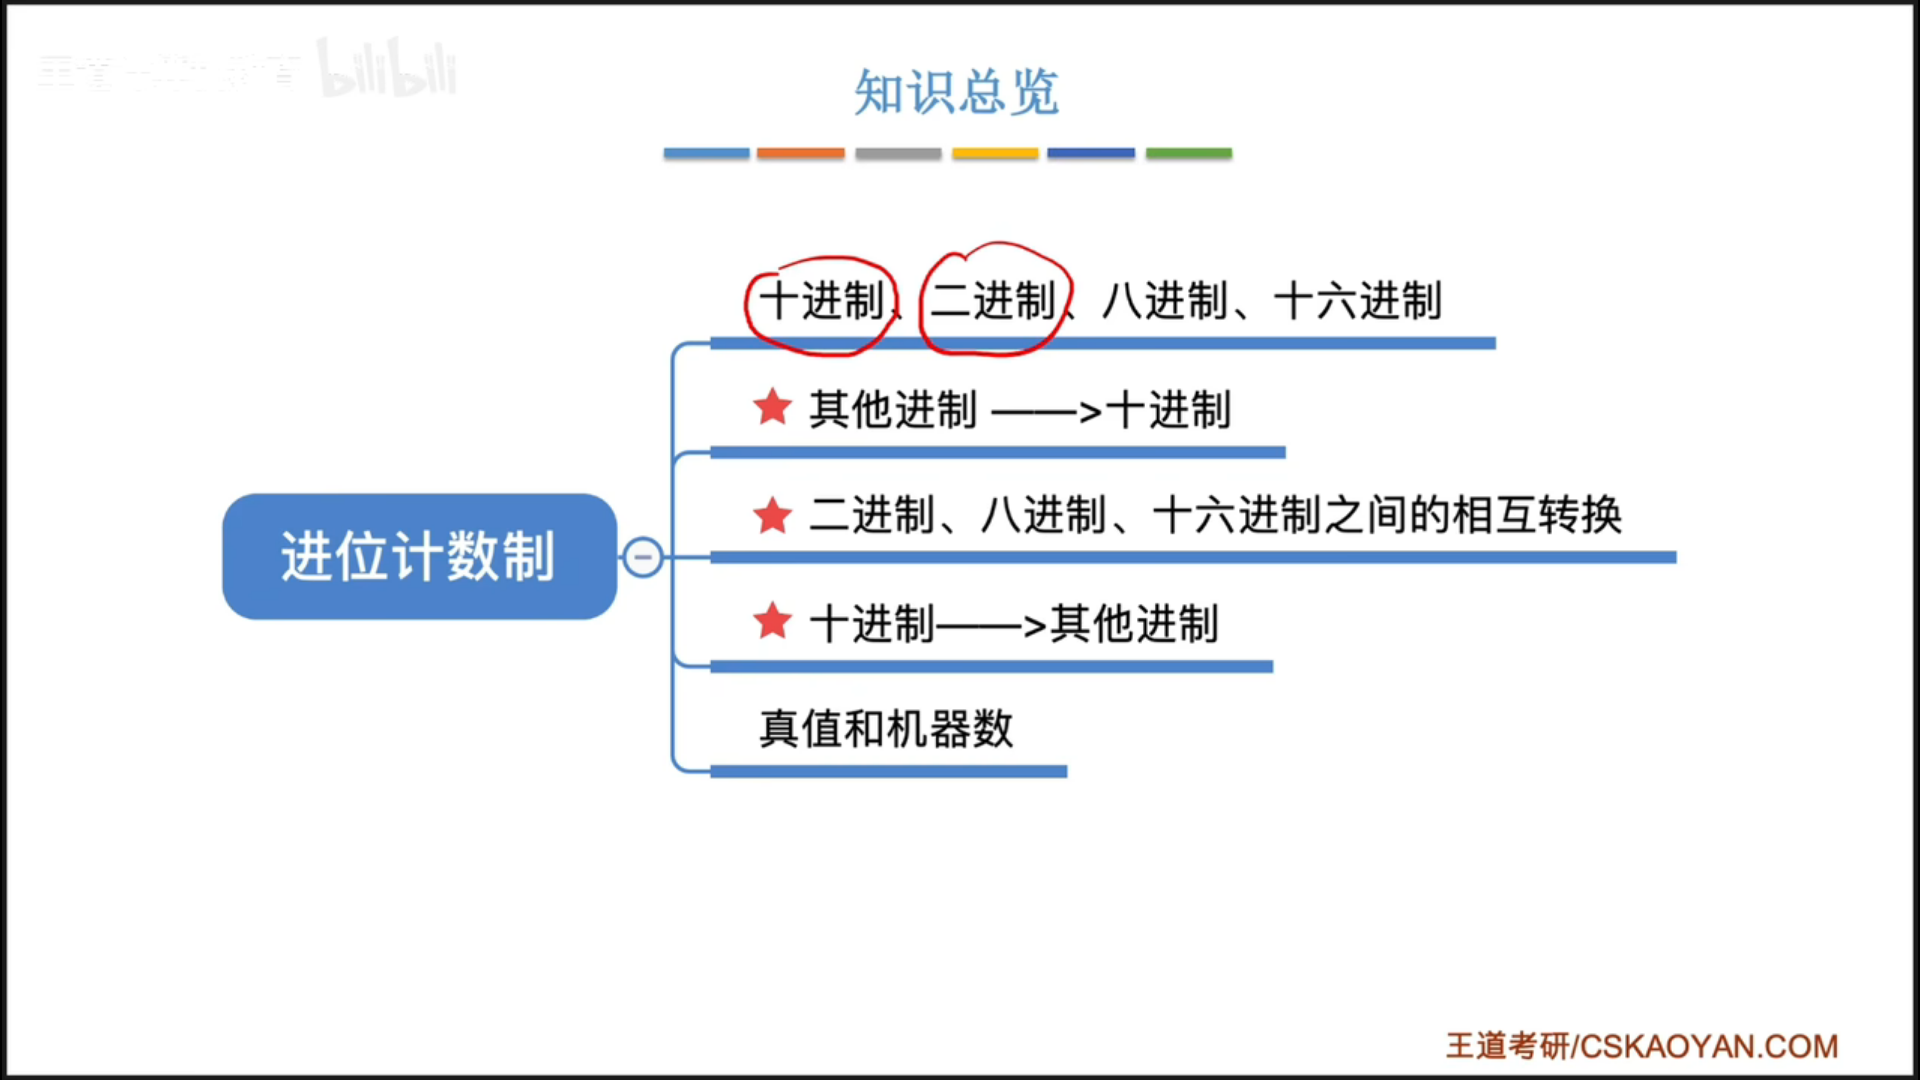 bilibili
知识总览
十进制、二进制、八进制、十六进制
其他进制 ——>十进制
二进制、八进制、十六进制之间的相互转换
进位计数制
十进制——>其他进制
真值和机器数
王道考研/CSKAOYAN.COM